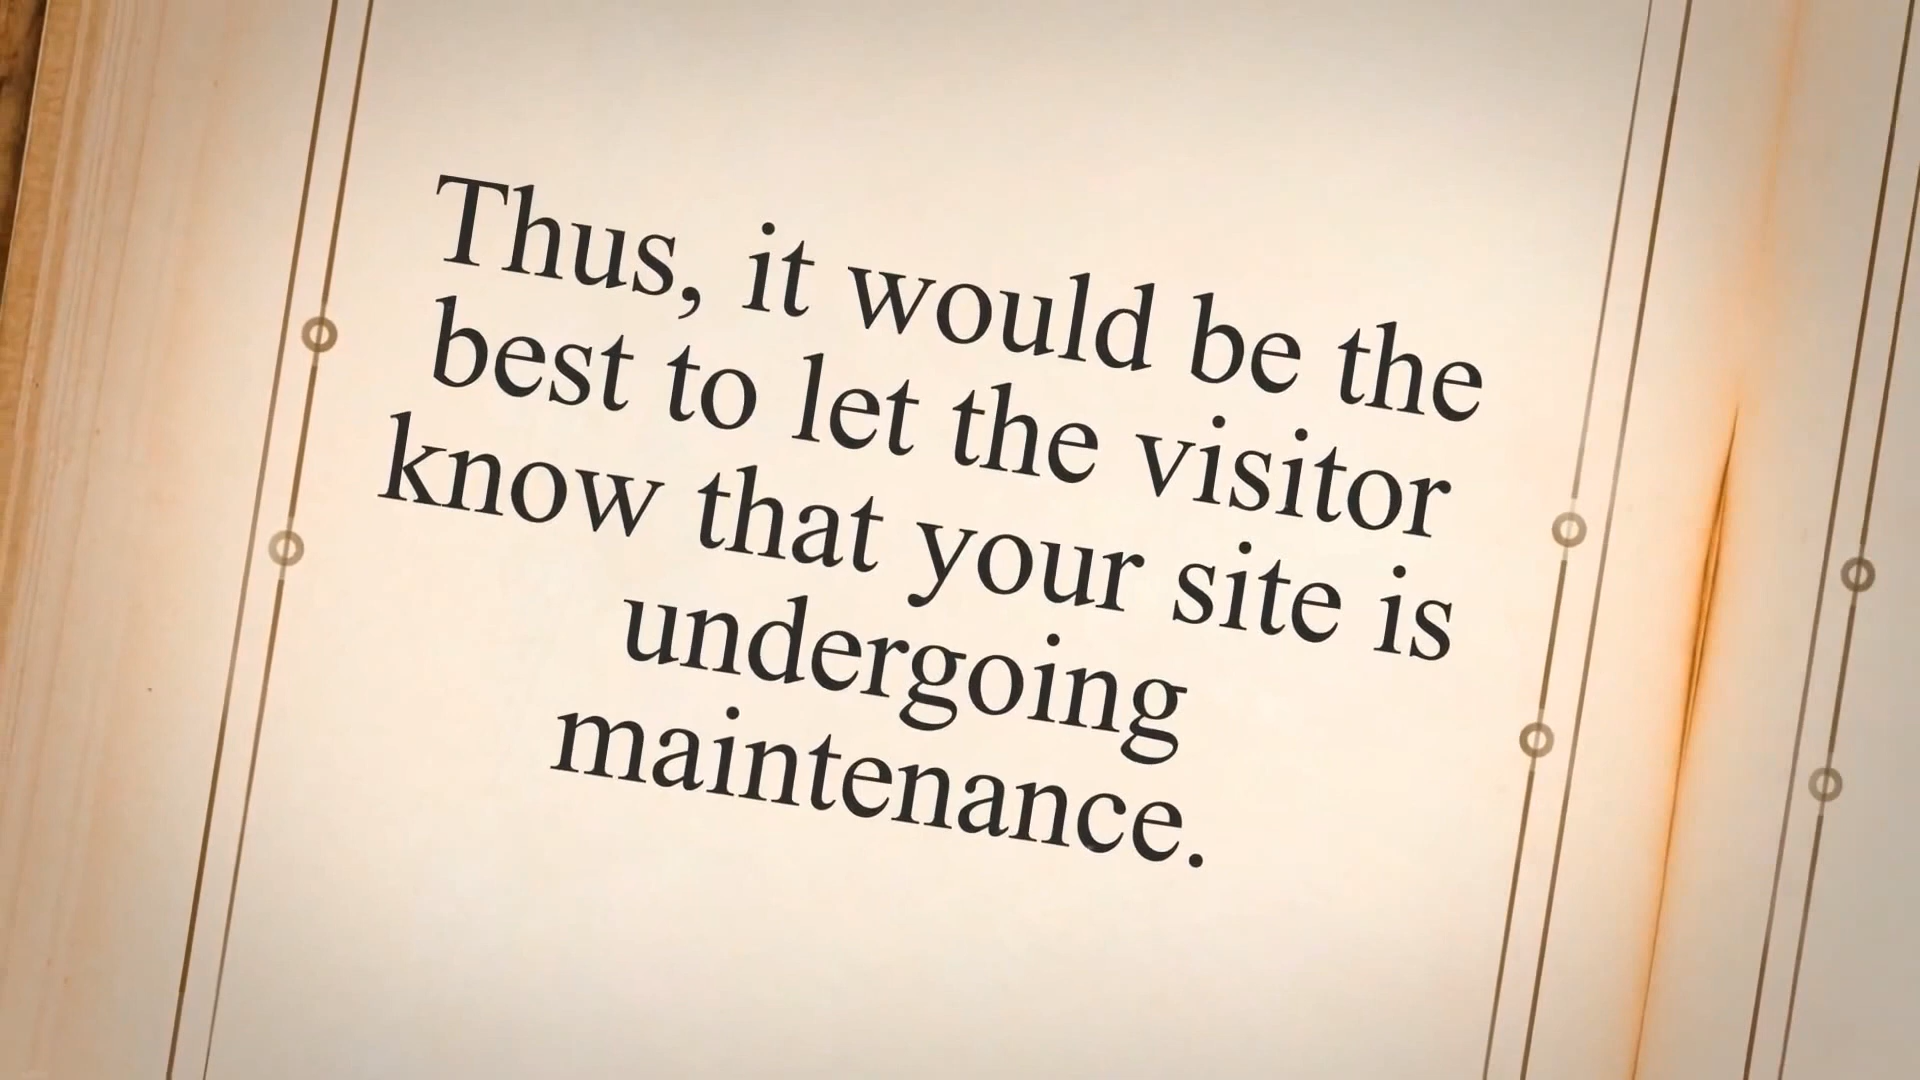 Thus, it would be the
best to let the visitor
know that your site is
undergoing
maintenance.